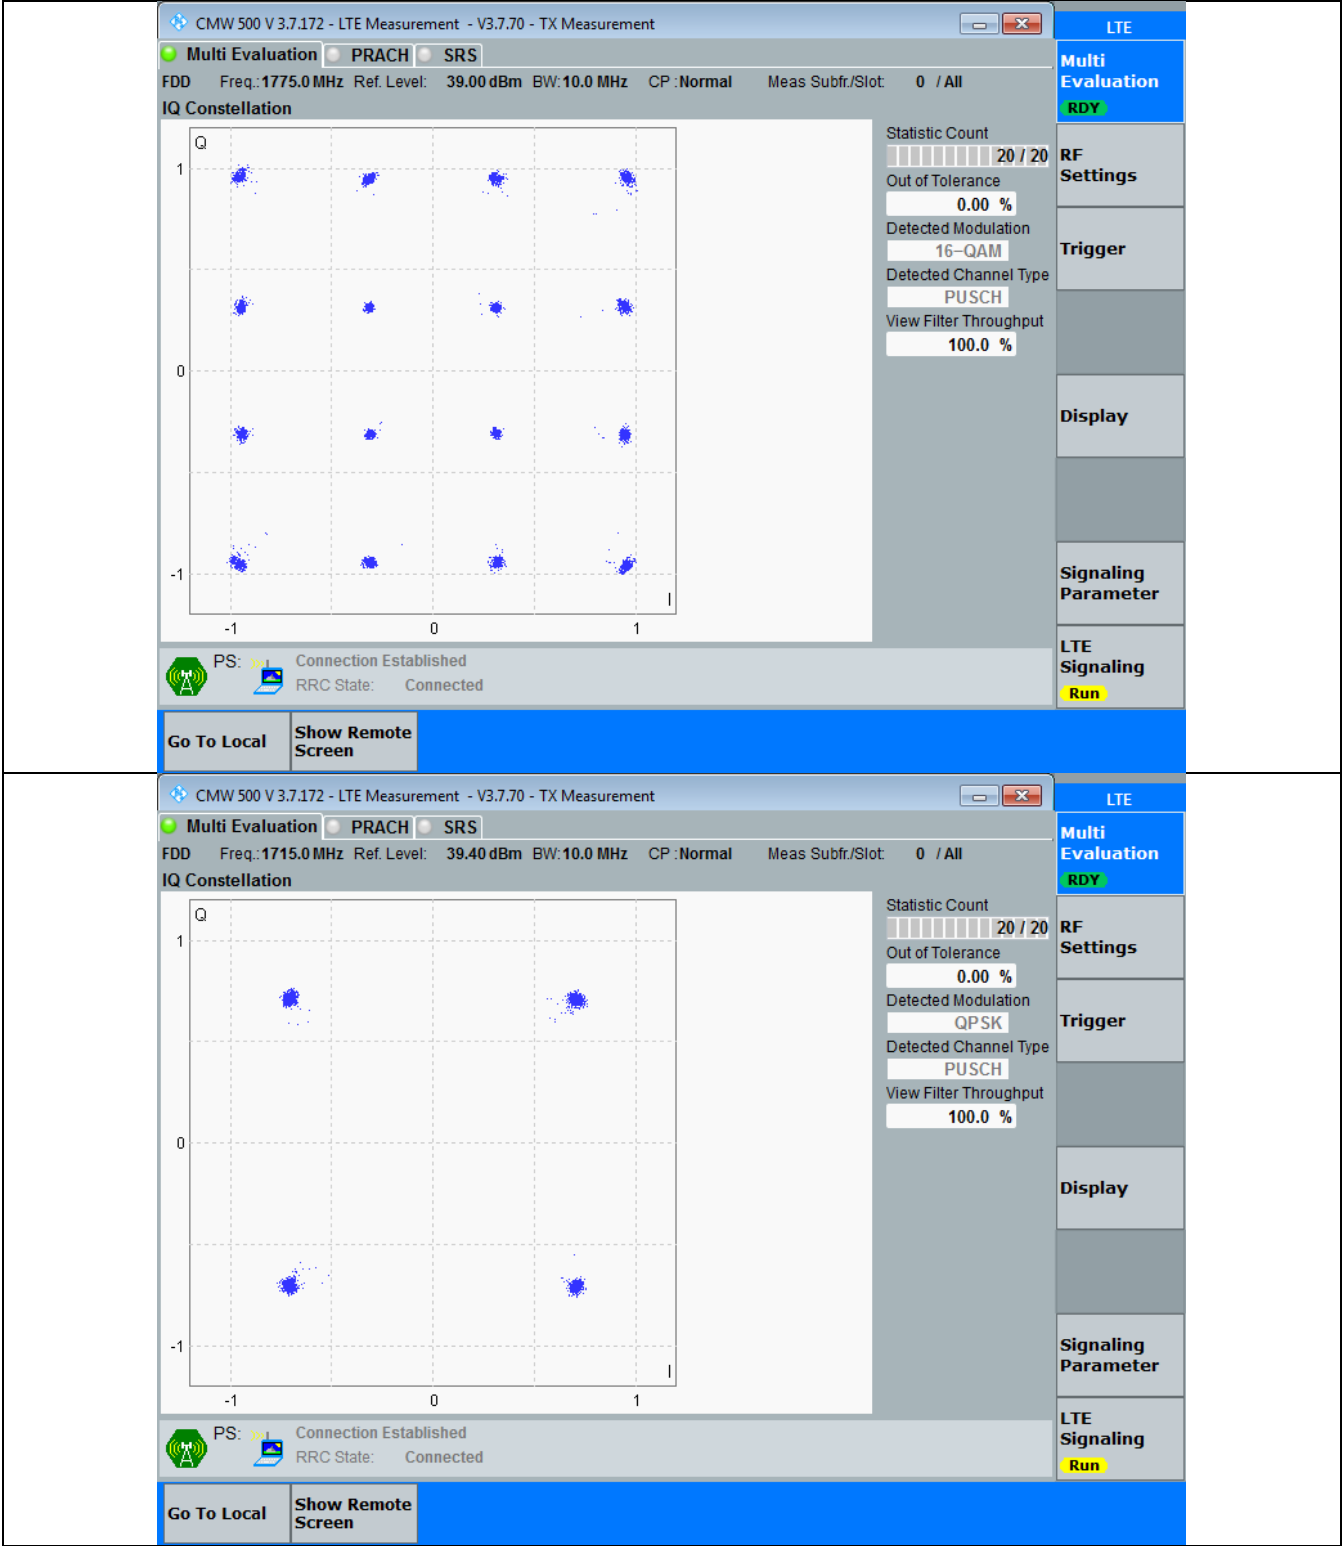 CMW 500 V 3.7.172 - LTE Measurement - V3.7.70 - TX Measurement
LTE
Multi Evaluation PRACH SRS
Multi
Evaluation
RDY
FDD Freq.:1775.0 MHz Ref. Level: 39.00 dBm BW:10.0 MHz CP :Normal Meas Subfr./Slot: 0 / All
IQ Constellation
Q
1
0
-1
I
-1 0 1
Statistic Count
20 / 20
Out of Tolerance
0.00 %
Detected Modulation
16-QAM
Detected Channel Type
PUSCH
View Filter Throughput
100.0 %
RF
Settings
Trigger
Display
Signaling
Parameter
LTE
Signaling
Run
PS: Connection Established
RRC State: Connected
Go To Local
Show Remote
Screen
CMW 500 V 3.7.172 - LTE Measurement - V3.7.70 - TX Measurement
LTE
Multi Evaluation PRACH SRS
Multi
Evaluation
RDY
FDD Freq.:1715.0 MHz Ref. Level: 39.40 dBm BW:10.0 MHz CP :Normal Meas Subfr./Slot: 0 / All
IQ Constellation
Q
1
0
-1
I
-1 0 1
Statistic Count
20 / 20
Out of Tolerance
0.00 %
Detected Modulation
QPSK
Detected Channel Type
PUSCH
View Filter Throughput
100.0 %
RF
Settings
Trigger
Display
Signaling
Parameter
LTE
Signaling
Run
PS: Connection Established
RRC State: Connected
Go To Local
Show Remote
Screen